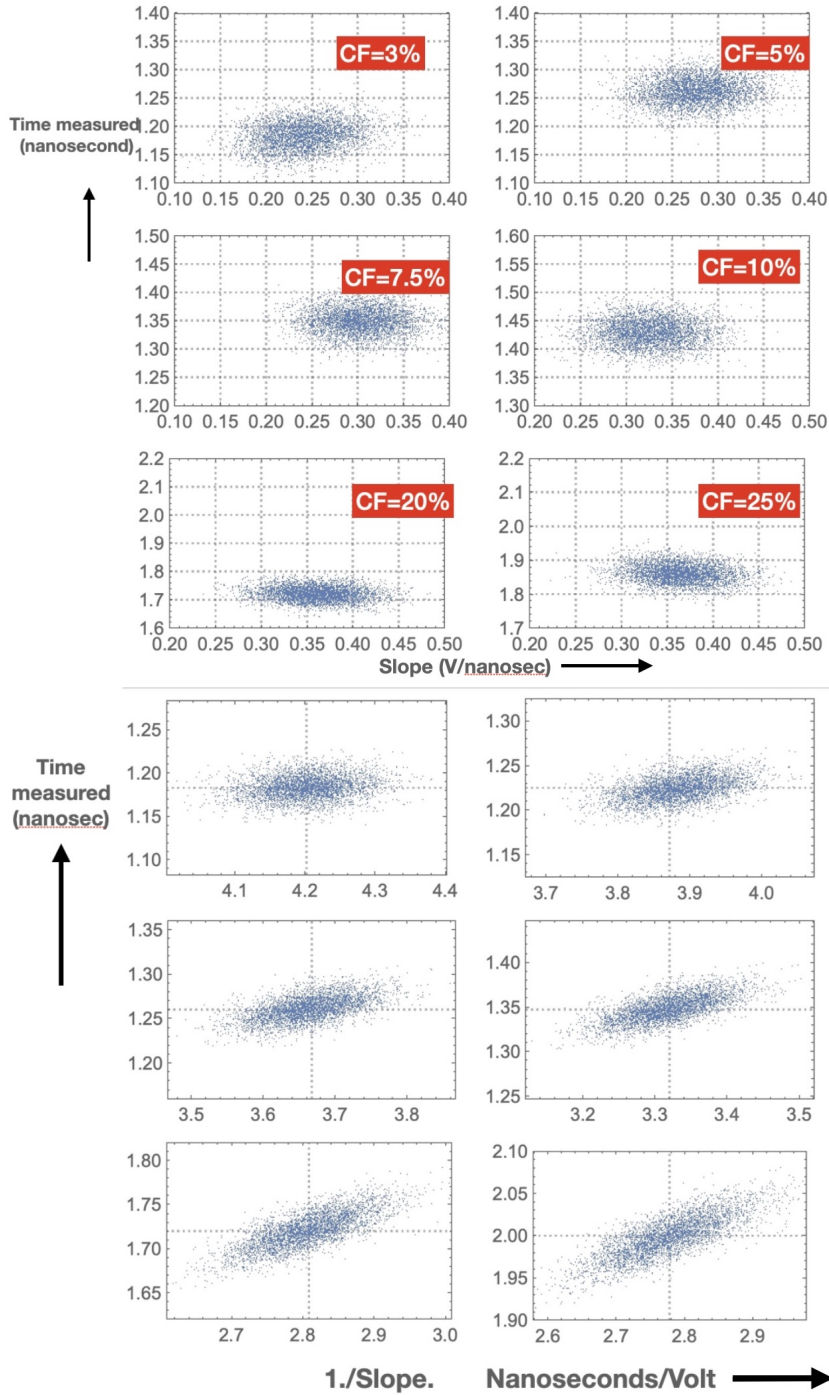 1.40
1.35
1.30
1.25
1.20
1.15
1.10
0.10 0.15 0.20 0.25 0.30 0.35 0.40
CF=3%
1.40
1.35
1.30
1.25
1.20
1.15
1.10
0.10 0.15 0.20 0.25 0.30 0.35 0.40
CF=5%
Time measured
(nanosecond)
1.50
1.45
1.40
1.35
1.30
1.25
1.20
0.10 0.15 0.20 0.25 0.30 0.35 0.40
CF=7.5%
1.60
1.55
1.50
1.45
1.40
1.35
1.30
0.20 0.25 0.30 0.35 0.40 0.45 0.50
CF=10%
2.2
2.1
2.0
1.9
1.8
1.7
1.6
0.20 0.25 0.30 0.35 0.40 0.45 0.50
CF=20%
2.2
2.1
2.0
1.9
1.8
1.7
0.20 0.25 0.30 0.35 0.40 0.45 0.50
CF=25%
Slope (V/nanosec)
Time
measured
(nanosec)
1.25
1.20
1.15
1.10
4.1 4.2 4.3 4.4
1.30
1.25
1.20
1.15
3.7 3.8 3.9 4.0
1.35
1.30
1.25
1.20
3.5 3.6 3.7 3.8
1.40
1.35
1.30
1.25
3.2 3.3 3.4 3.5
1.80
1.75
1.70
1.65
2.7 2.8 2.9 3.0
2.10
2.05
2.00
1.95
1.90
2.6 2.7 2.8 2.9
1./Slope. Nanoseconds/Volt